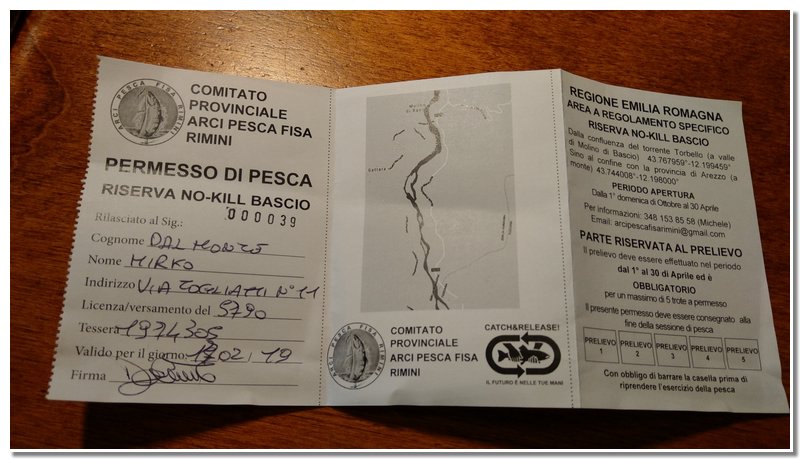 ARCI PESCA FISA RIMINI
COMITATO
PROVINCIALE
ARCI PESCA FISA
RIMINI
PERMESSO DI PESCA
RISERVA NO-KILL BASCIO
000039
Rilasciato al Sig.:
Cognome DAL MONTE
Nome MIRKO
Indirizzo VIA TOGLIATTI N° 11
Licenza/versamento del 5790
Tessera 1974305
Valido per il giorno: 02, 19
Firma
COMITATO
PROVINCIALE
ARCI PESCA FISA
RIMINI
CATCH&RELEASE!
IL FUTURO È NELLE TUE MANI
REGIONE EMILIA ROMAGNA
AREA A REGOLAMENTO SPECIFICO
RISERVA NO-KILL BASCIO
Dalla confluenza del torrente Torbello (a valle
di Molino di Bascio) 43.767959°-12.199459°
Sino al confine con la provincia di Arezzo (a
monte) 43.744008°-12.198000°
PERIODO APERTURA
Dalla 1° domenica di Ottobre al 30 Aprile
Per informazioni: 348 153 85 58 (Michele)
Email: arcipescafisarimini@gmail.com
PARTE RISERVATA AL PRELIEVO
Il prelievo deve essere effettuato nel periodo
dal 1° al 30 di Aprile ed è
OBBLIGATORIO
per un massimo di 5 trote a permesso
Il presente permesso deve essere consegnato alla
fine della sessione di pesca
PRELIEVO 1 PRELIEVO 2 PRELIEVO 3 PRELIEVO 4 PRELIEVO 5
Con obbligo di barrare la casella prima di
riprendere l'esercizio della pesca